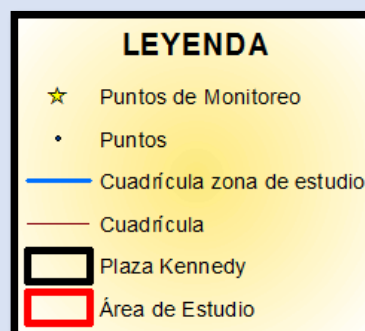 LEYENDA
Puntos de Monitoreo
Puntos
Cuadrícula zona de estudio
Cuadrícula
Plaza Kennedy
Área de Estudio